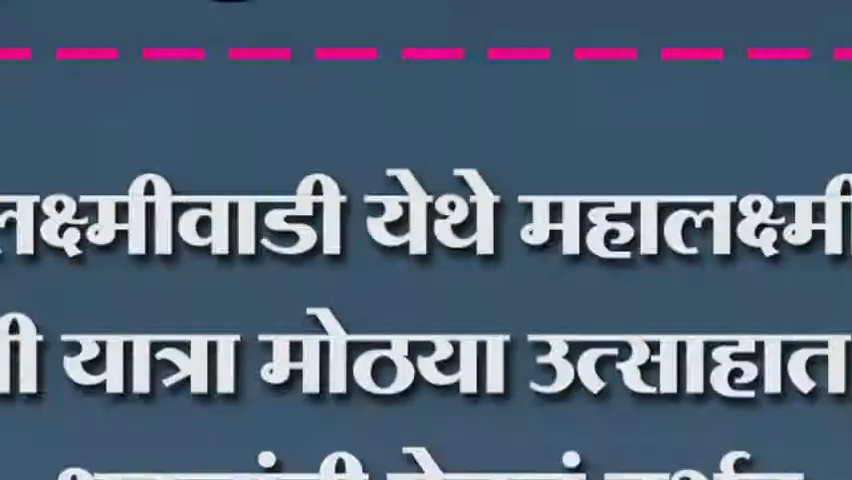 लक्ष्मीवाडी येथे महालक्ष्मी
ी यात्रा मोठया उत्साहात